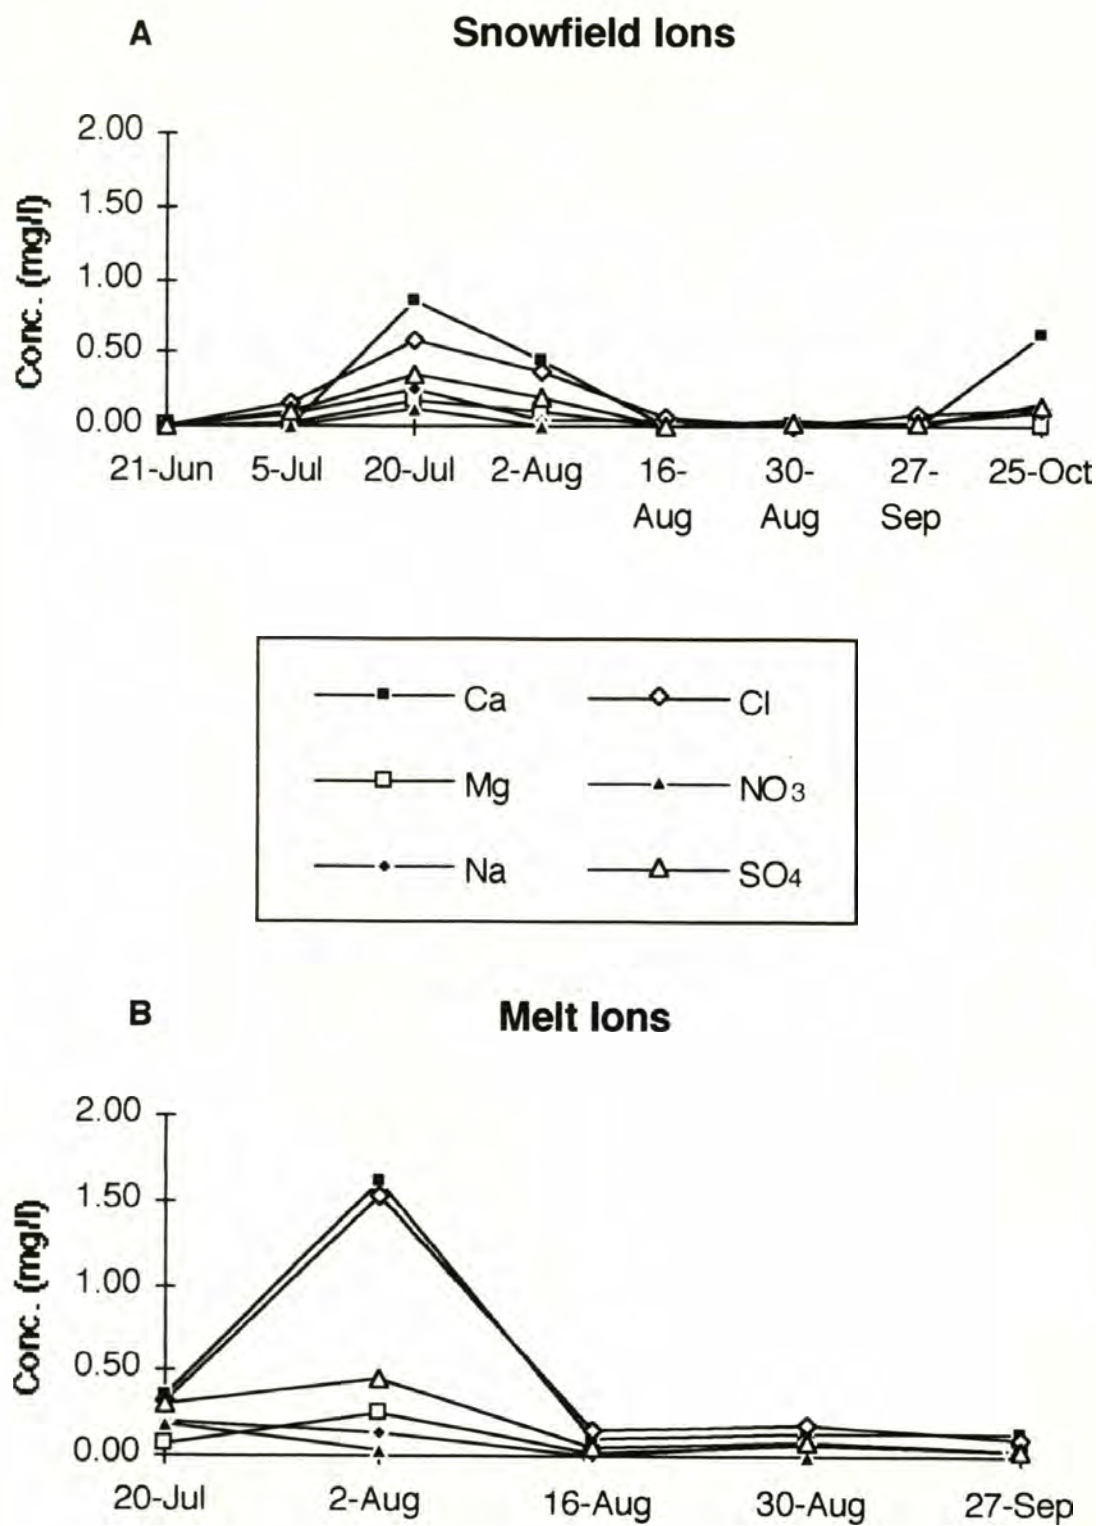 A Snowfield Ions
2.00
1.50
1.00
0.50
0.00
Conc. (mg/l)
21-Jun 5-Jul 20-Jul 2-Aug 16- 30- 27- 25-Oct
Aug Aug Sep
Ca Cl
Mg NO3
Na SO4
B Melt Ions
2.00
1.50
1.00
0.50
0.00
Conc. (mg/l)
20-Jul 2-Aug 16-Aug 30-Aug 27-Sep